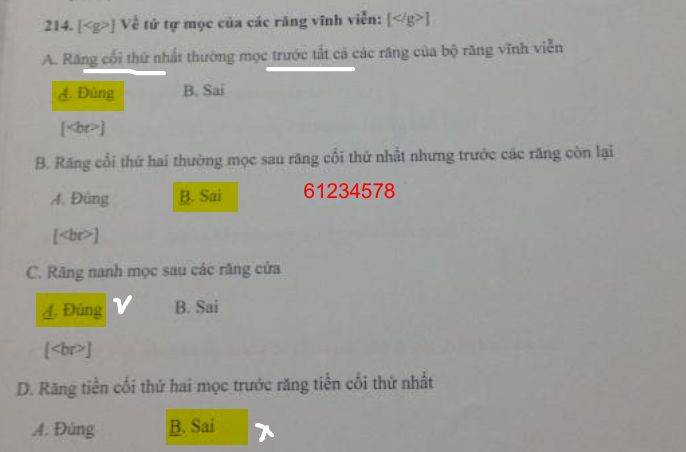 214. [<g>] Về tứ tự mọc của các răng vĩnh viễn: [</g>]
A. Răng cối thứ nhất thường mọc trước tất cả các răng của bộ răng vĩnh viễn
A. Đúng B. Sai
[<br>]
B. Răng cối thứ hai thường mọc sau răng cối thứ nhất nhưng trước các răng còn lại
A. Đúng B. Sai 61234578
[<br>]
C. Răng nanh mọc sau các răng cửa
A. Đúng B. Sai
[<br>]
D. Răng tiền cối thứ hai mọc trước răng tiền cối thứ nhất
A. Đúng B. Sai